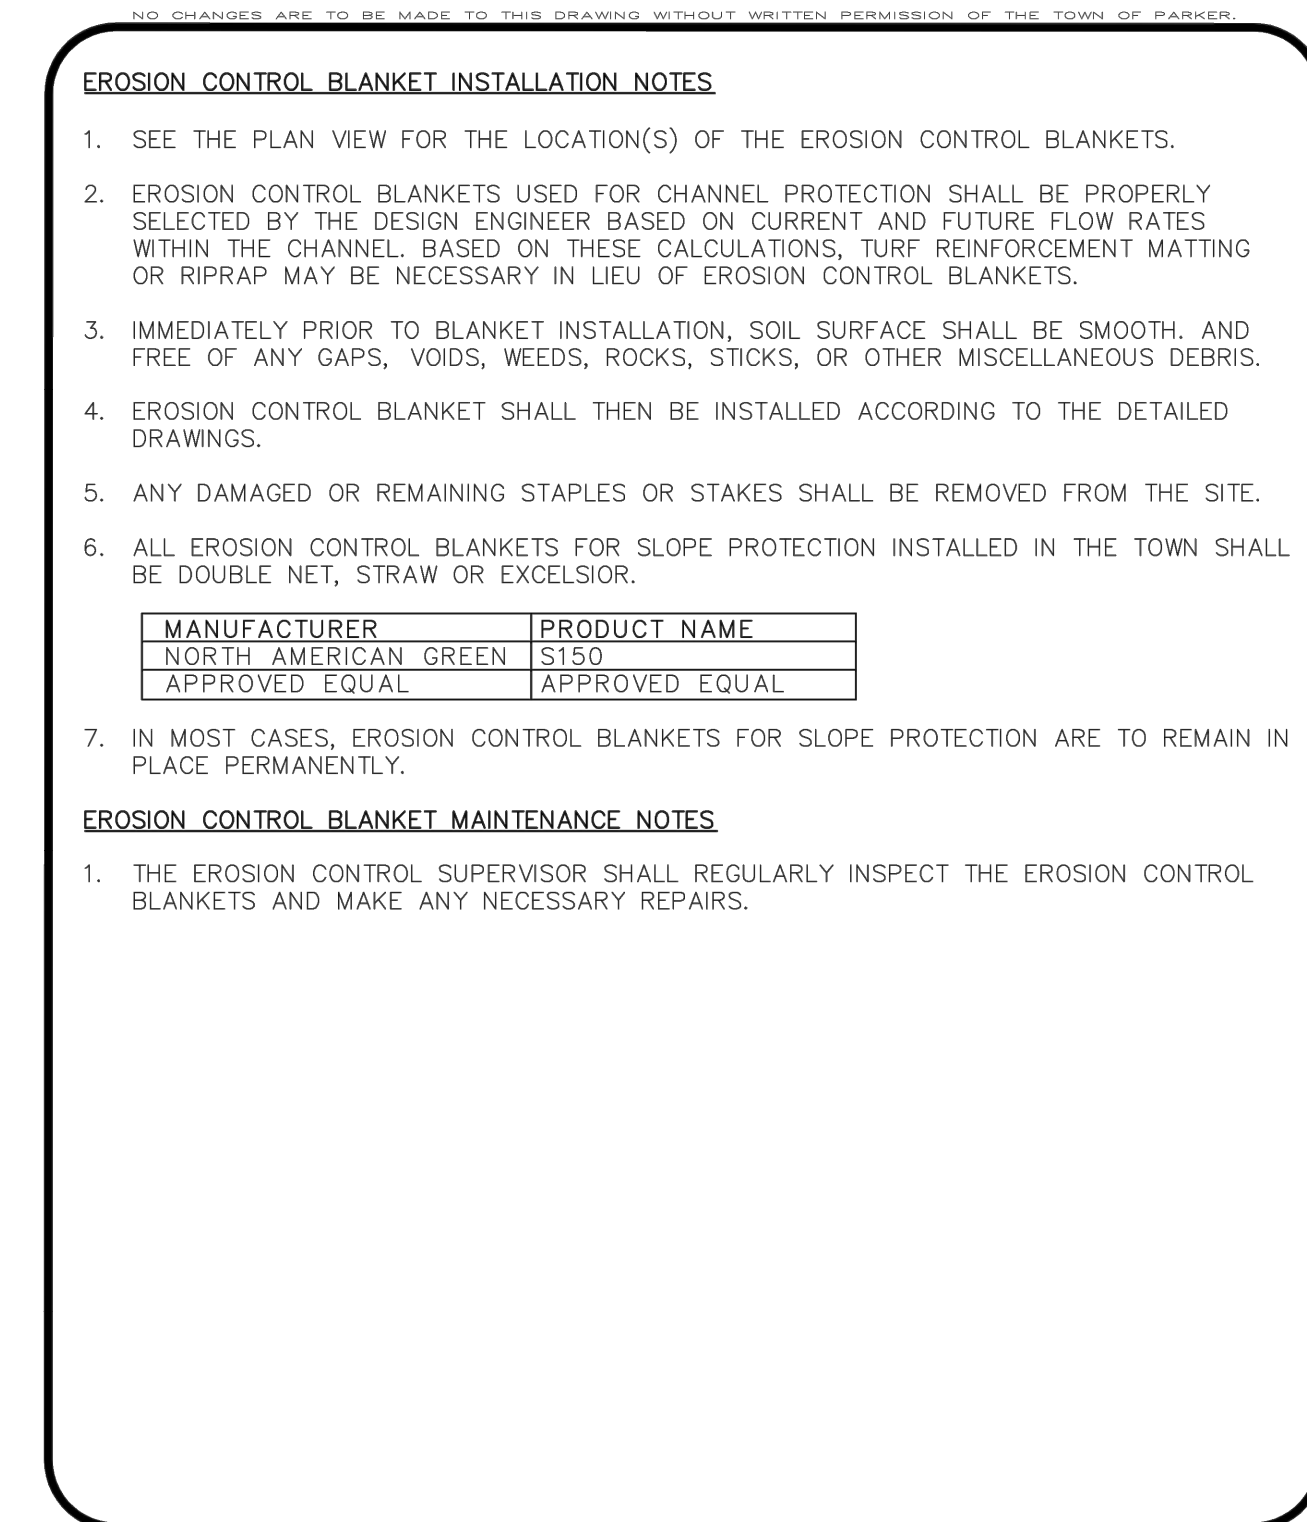 NO CHANGES ARE TO BE MADE TO THIS DRAWING WITHOUT WRITTEN PERMISSION OF THE TOWN OF PARKER.
EROSION CONTROL BLANKET INSTALLATION NOTES
1. SEE THE PLAN VIEW FOR THE LOCATION(S) OF THE EROSION CONTROL BLANKETS.
2. EROSION CONTROL BLANKETS USED FOR CHANNEL PROTECTION SHALL BE PROPERLY
SELECTED BY THE DESIGN ENGINEER BASED ON CURRENT AND FUTURE FLOW RATES
WITHIN THE CHANNEL. BASED ON THESE CALCULATIONS, TURF REINFORCEMENT MATTING
OR RIPRAP MAY BE NECESSARY IN LIEU OF EROSION CONTROL BLANKETS.
3. IMMEDIATELY PRIOR TO BLANKET INSTALLATION, SOIL SURFACE SHALL BE SMOOTH. AND
FREE OF ANY GAPS, VOIDS, WEEDS, ROCKS, STICKS, OR OTHER MISCELLANEOUS DEBRIS.
4. EROSION CONTROL BLANKET SHALL THEN BE INSTALLED ACCORDING TO THE DETAILED
DRAWINGS.
5. ANY DAMAGED OR REMAINING STAPLES OR STAKES SHALL BE REMOVED FROM THE SITE.
6. ALL EROSION CONTROL BLANKETS FOR SLOPE PROTECTION INSTALLED IN THE TOWN SHALL
BE DOUBLE NET, STRAW OR EXCELSIOR.
MANUFACTURER PRODUCT NAME
NORTH AMERICAN GREEN S150
APPROVED EQUAL APPROVED EQUAL
7. IN MOST CASES, EROSION CONTROL BLANKETS FOR SLOPE PROTECTION ARE TO REMAIN IN
PLACE PERMANENTLY.
EROSION CONTROL BLANKET MAINTENANCE NOTES
1. THE EROSION CONTROL SUPERVISOR SHALL REGULARLY INSPECT THE EROSION CONTROL
BLANKETS AND MAKE ANY NECESSARY REPAIRS.